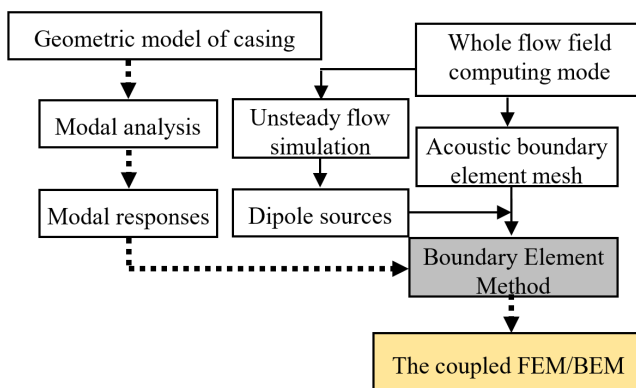 Geometric model of casing
Whole flow field
computing mode
Modal analysis
Unsteady flow
simulation
Acoustic boundary
element mesh
Modal responses
Dipole sources
Boundary Element
Method
The coupled FEM/BEM